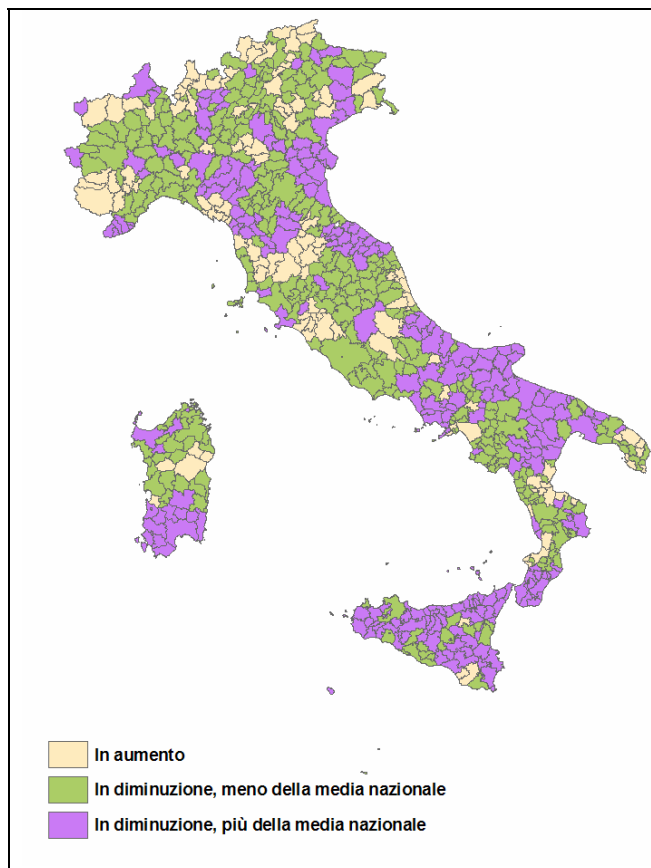 In aumento
In diminuzione, meno della media nazionale
In diminuzione, più della media nazionale